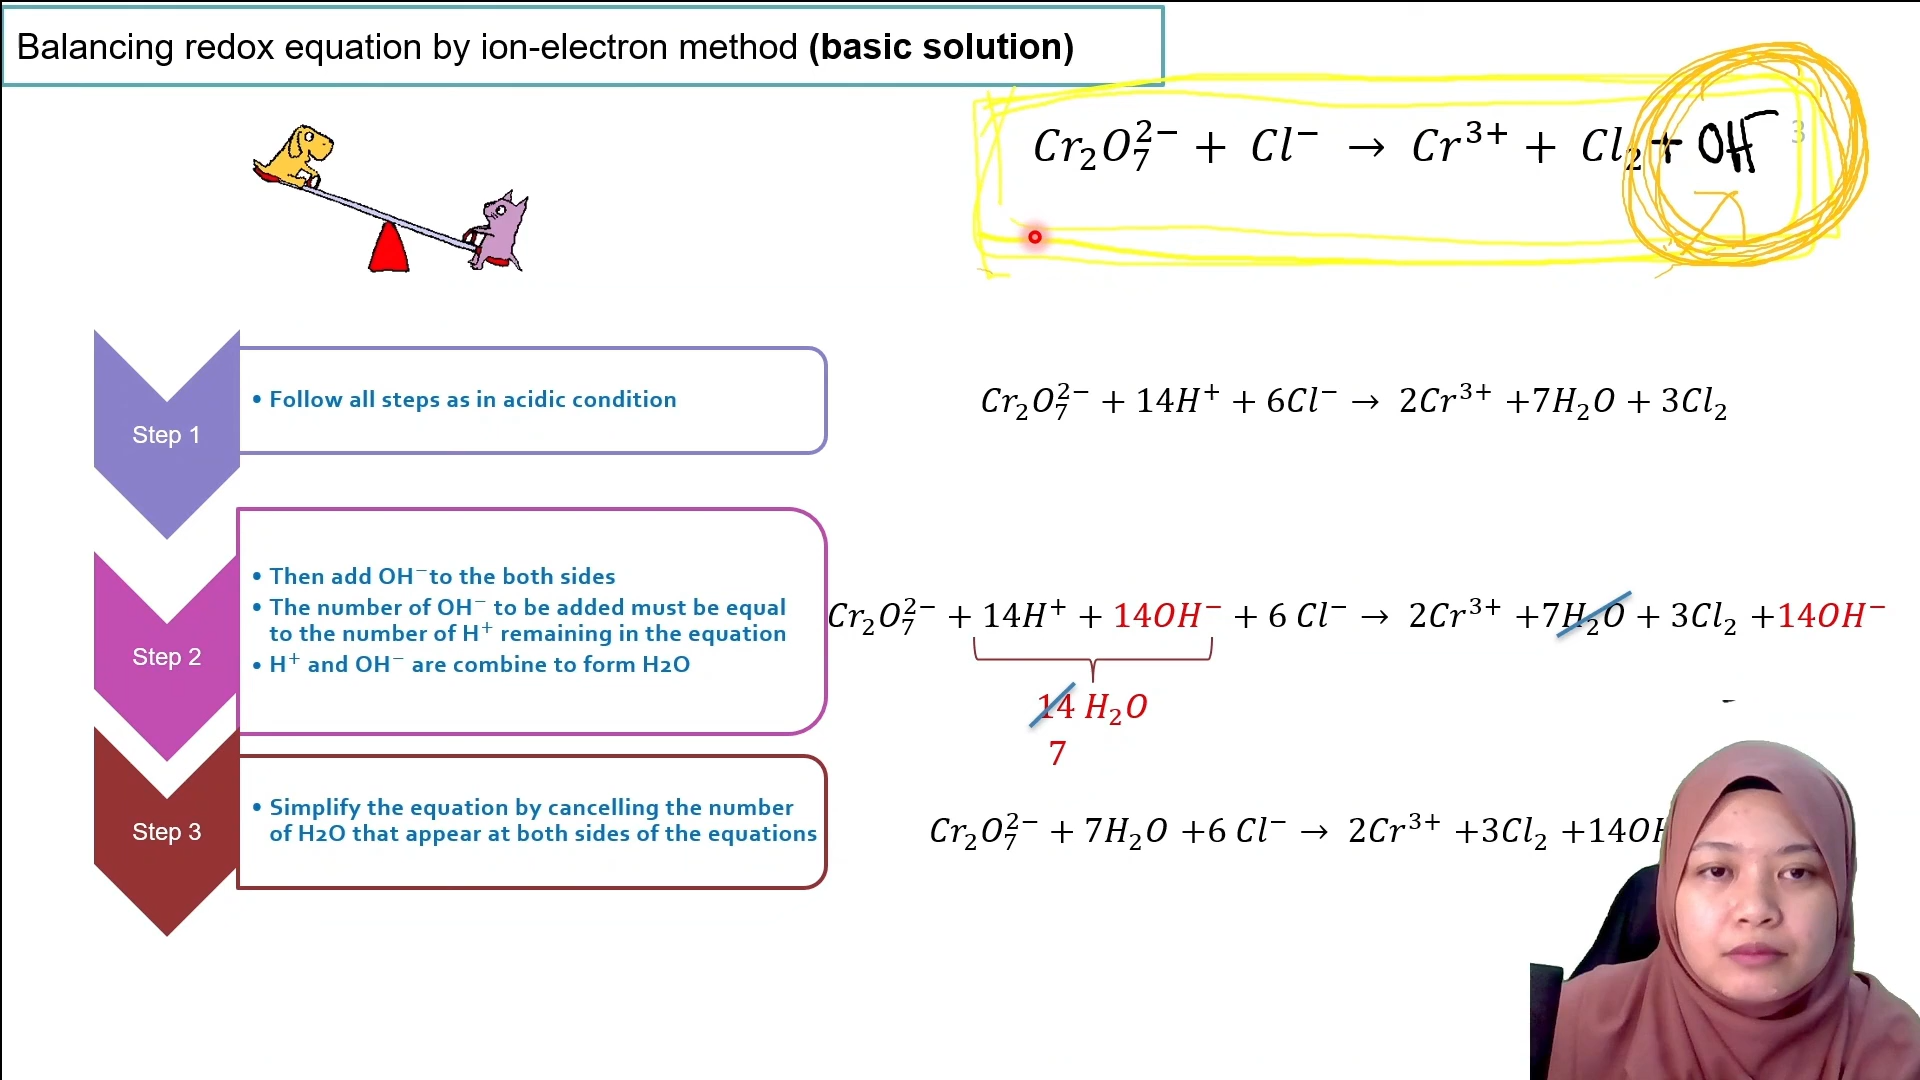 Balancing redox equation by ion-electron method (basic solution)
Cr₂O₇²⁻ + Cl⁻ → Cr³⁺ + Cl₂ + OH⁻
3
Step 1
• Follow all steps as in acidic condition
Cr₂O₇²⁻ + 14H⁺ + 6Cl⁻ → 2Cr³⁺ +7H₂O + 3Cl₂
Step 2
• Then add OH⁻to the both sides
• The number of OH⁻ to be added must be equal
to the number of H⁺ remaining in the equation
• H⁺ and OH⁻ are combine to form H2O
Cr₂O₇²⁻ + 14H⁺ + 14OH⁻ + 6 Cl⁻ → 2Cr³⁺ +7H₂O + 3Cl₂ +14OH⁻
14 H₂O
7
Step 3
• Simplify the equation by cancelling the number
of H2O that appear at both sides of the equations
Cr₂O₇²⁻ + 7H₂O +6 Cl⁻ → 2Cr³⁺ +3Cl₂ +14OH